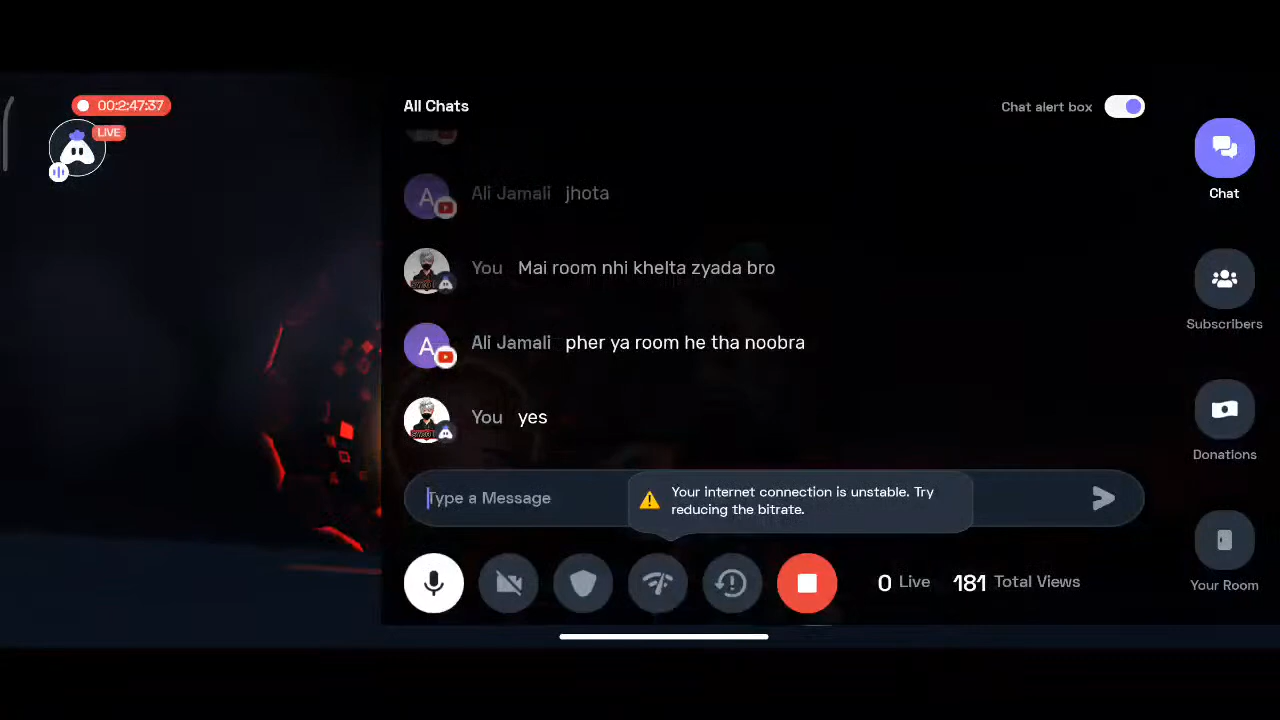 00:2:47:37
LIVE
All Chats
Chat alert box
Ali Jamali jhota
You Mai room nhi khelta zyada bro
A Ali Jamali pher ya room he tha noobra
You yes
Type a Message
Your internet connection is unstable. Try
reducing the bitrate.
0 Live 181 Total Views
Chat
Subscribers
Donations
Your Room